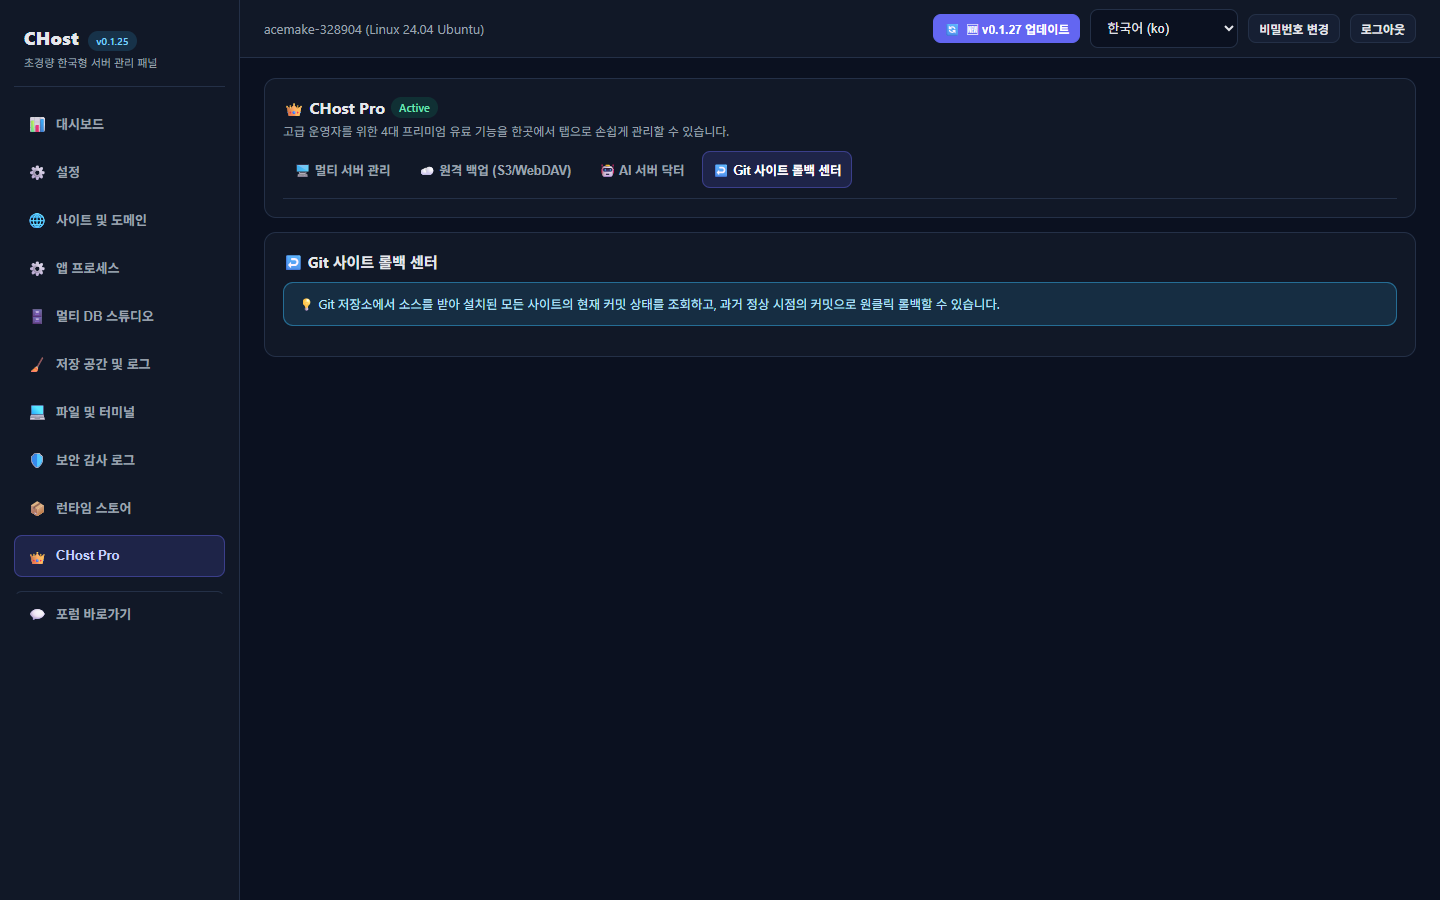 CHost v0.1.25
초경량 한국형 서버 관리 패널
대시보드
설정
사이트 및 도메인
앱 프로세스
멀티 DB 스튜디오
저장 공간 및 로그
파일 및 터미널
보안 감사 로그
런타임 스토어
CHost Pro
포럼 바로가기
acemake-328904 (Linux 24.04 Ubuntu)
🔄 🆕 v0.1.27 업데이트
한국어 (ko)
비밀번호 변경
로그아웃
CHost Pro Active
고급 운영자를 위한 4대 프리미엄 유료 기능을 한곳에서 탭으로 손쉽게 관리할 수 있습니다.
멀티 서버 관리
원격 백업 (S3/WebDAV)
AI 서버 닥터
Git 사이트 롤백 센터
Git 사이트 롤백 센터
Git 저장소에서 소스를 받아 설치된 모든 사이트의 현재 커밋 상태를 조회하고, 과거 정상 시점의 커밋으로 원클릭 롤백할 수 있습니다.